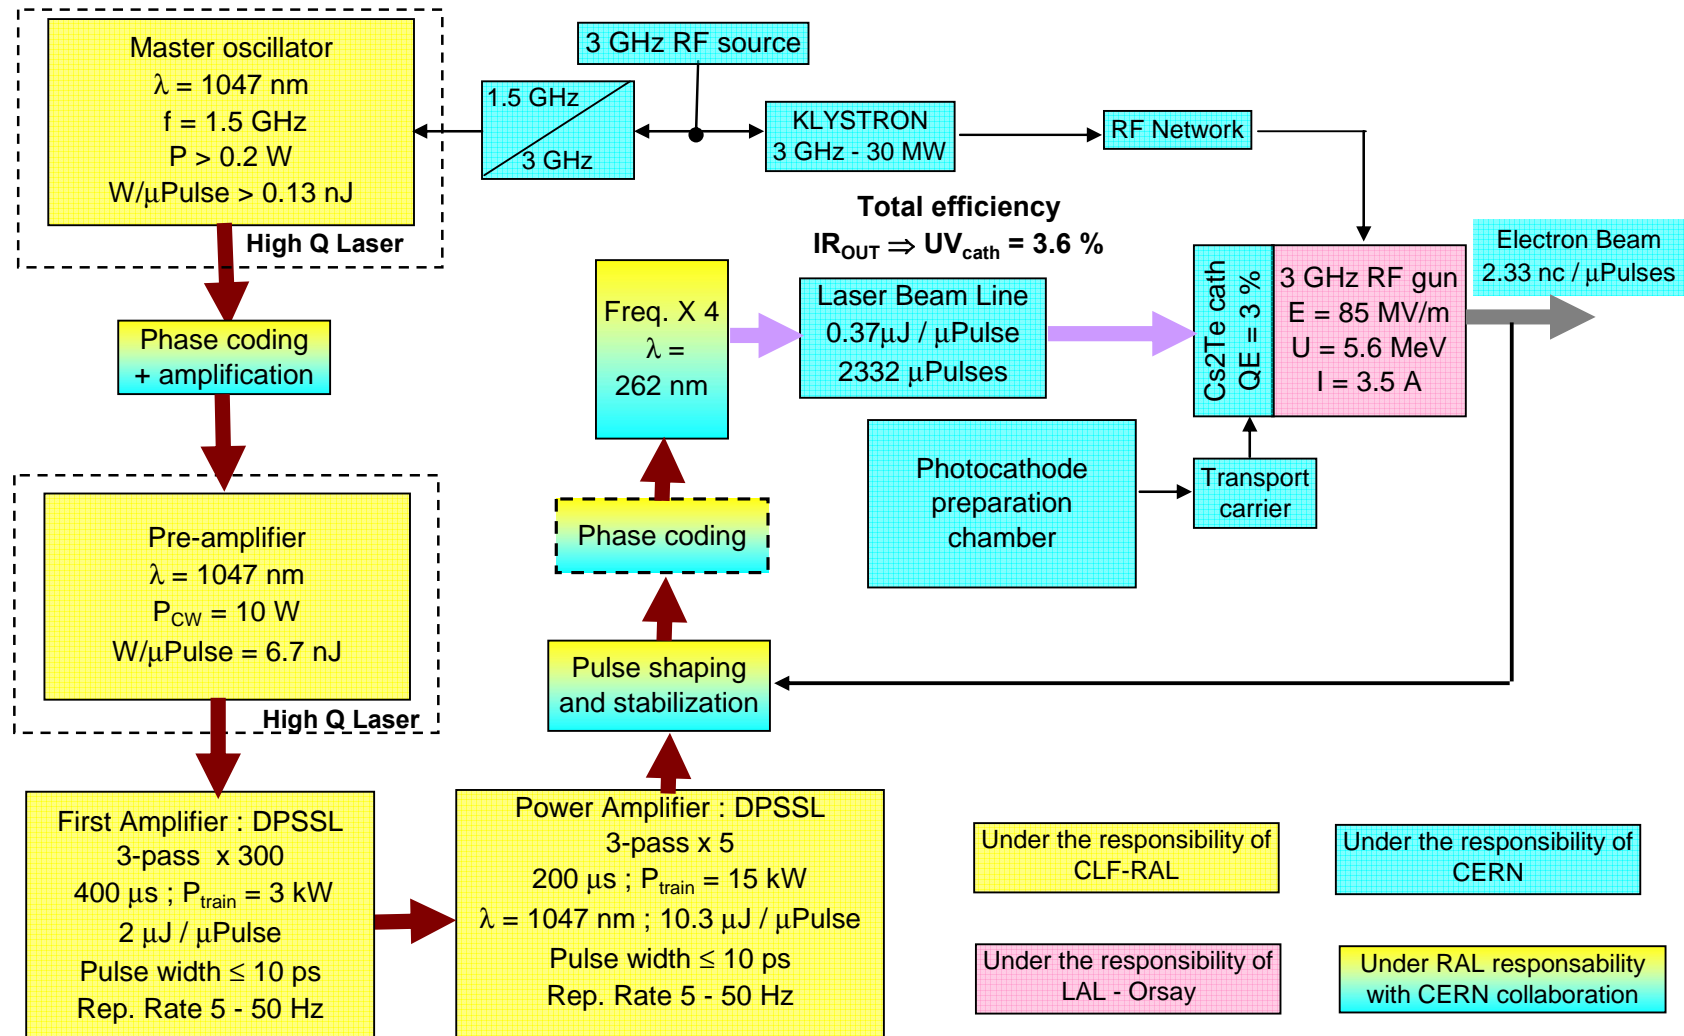 Master oscillator
λ = 1047 nm
f = 1.5 GHz
P > 0.2 W
W/μPulse > 0.13 nJ
High Q Laser
3 GHz RF source
1.5 GHz
3 GHz
KLYSTRON
3 GHz - 30 MW
RF Network
Total efficiency
IR_OUT ⇒ UV_cath = 3.6 %
Phase coding
+ amplification
Freq. X 4
λ =
262 nm
Laser Beam Line
0.37μJ / μPulse
2332 μPulses
Cs2Te cath
QE = 3 %
3 GHz RF gun
E = 85 MV/m
U = 5.6 MeV
I = 3.5 A
Electron Beam
2.33 nc / μPulses
Photocathode
preparation
chamber
Transport
carrier
Pre-amplifier
λ = 1047 nm
P_CW = 10 W
W/μPulse = 6.7 nJ
High Q Laser
Phase coding
Pulse shaping
and stabilization
First Amplifier : DPSSL
3-pass x 300
400 μs ; P_train = 3 kW
2 μJ / μPulse
Pulse width ≤ 10 ps
Rep. Rate 5 - 50 Hz
Power Amplifier : DPSSL
3-pass x 5
200 μs ; P_train = 15 kW
λ = 1047 nm ; 10.3 μJ / μPulse
Pulse width ≤ 10 ps
Rep. Rate 5 - 50 Hz
Under the responsibility of
CLF-RAL
Under the responsibility of
CERN
Under the responsibility of
LAL - Orsay
Under RAL responsability
with CERN collaboration